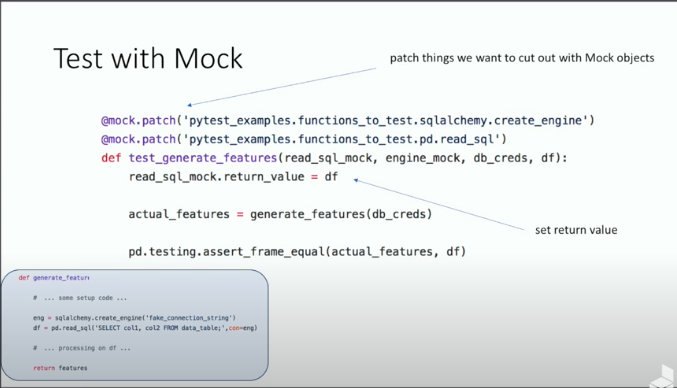 Test with Mock
patch things we want to cut out with Mock objects
@mock.patch('pytest_examples.functions_to_test.sqlalchemy.create_engine')
@mock.patch('pytest_examples.functions_to_test.pd.read_sql')
def test_generate_features(read_sql_mock, engine_mock, db_creds, df):
read_sql_mock.return_value = df
actual_features = generate_features(db_creds)
set return value
pd.testing.assert_frame_equal(actual_features, df)
def generate_featur
# ... some setup code ...
eng = sqlalchemy.create_engine('fake_connection_string')
df = pd.read_sql('SELECT col1, col2 FROM data_table;',con=eng)
# ... processing on df ...
return features